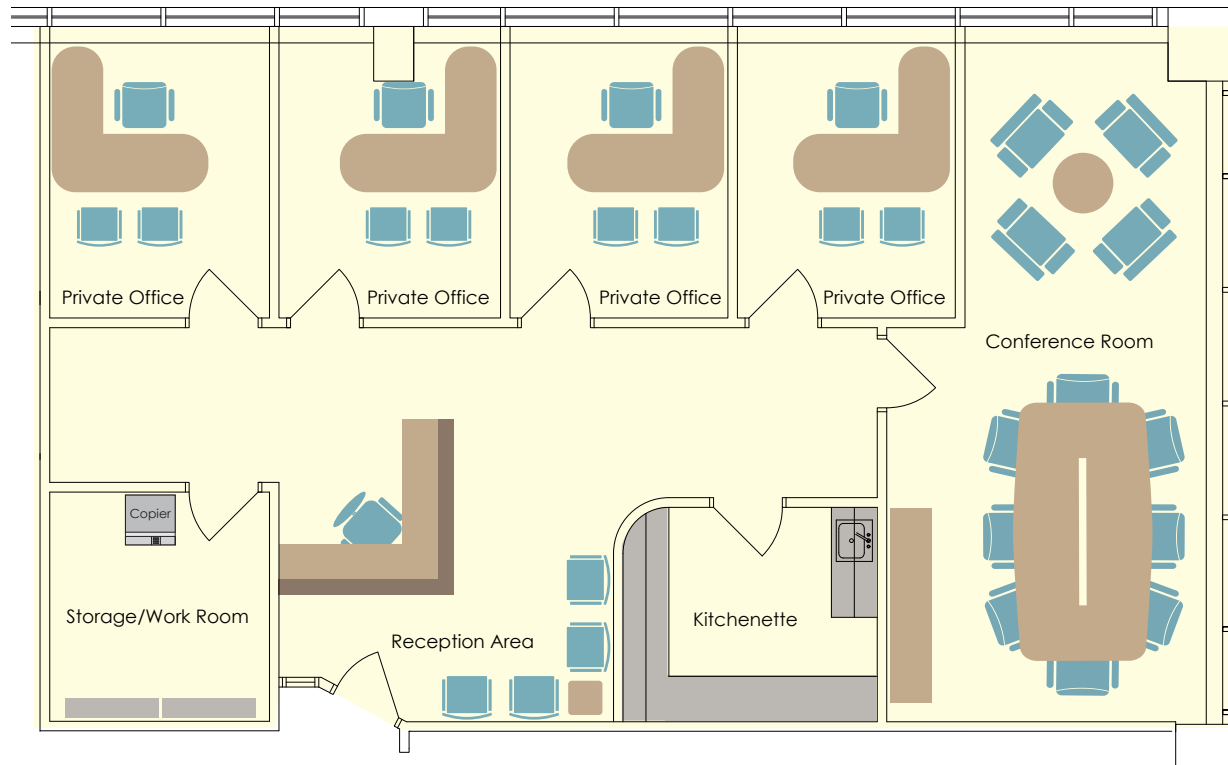 Private Office
Private Office
Private Office
Private Office
Conference Room
Copier
Storage/Work Room
Kitchenette
Reception Area